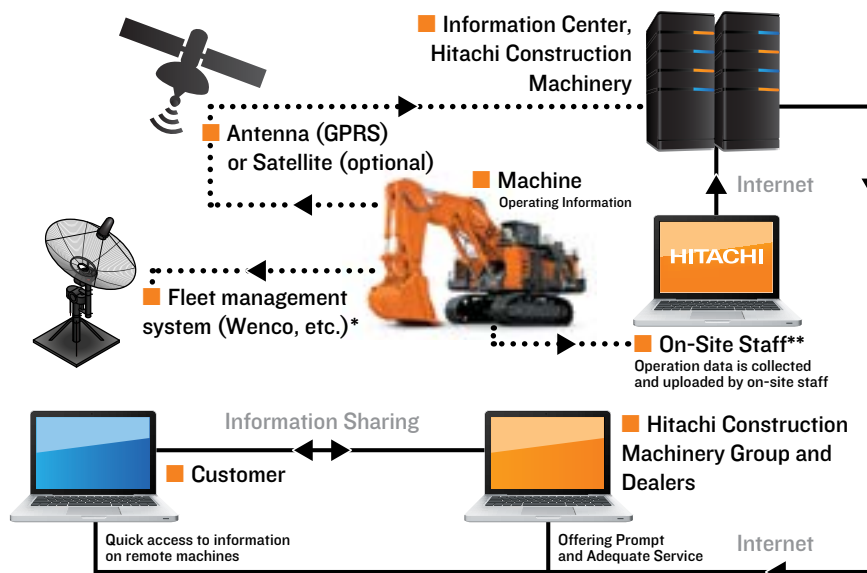 Information Center,
Hitachi Construction
Machinery
Antenna (GPRS)
or Satellite (optional)
Machine
Operating Information
Internet
HITACHI
Fleet management
system (Wenco, etc.)*
On-Site Staff**
Operation data is collected
and uploaded by on-site staff
Information Sharing
Customer
Hitachi Construction
Machinery Group and
Dealers
Quick access to information
on remote machines
Offering Prompt
and Adequate Service
Internet